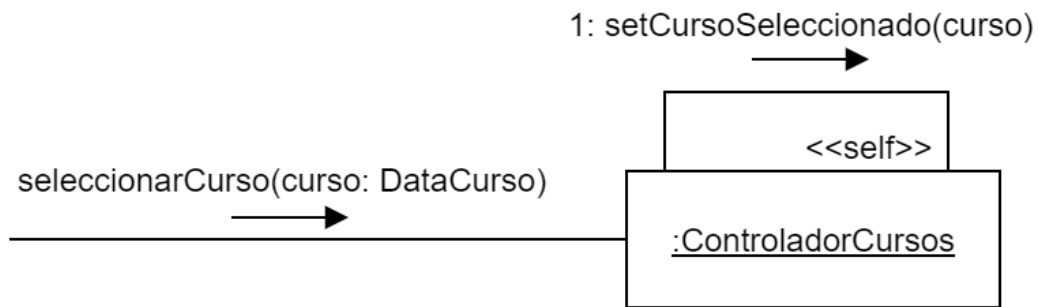 1: setCursoSeleccionado(curso)
<<self>>
seleccionarCurso(curso: DataCurso)
:ControladorCursos